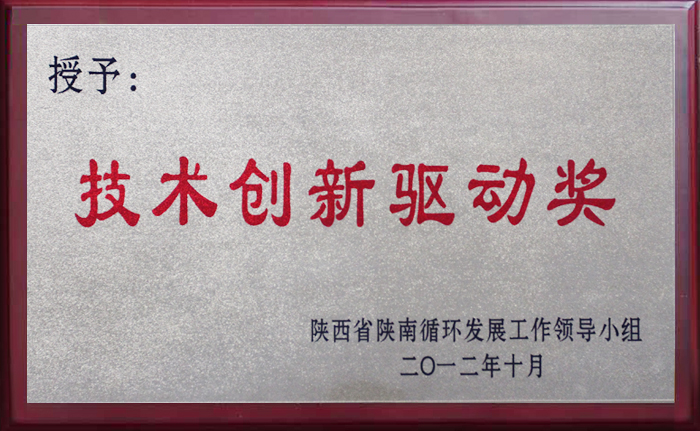 授予：
技术创新驱动奖
陕西省陕南循环发展工作领导小组
二〇一二年十月